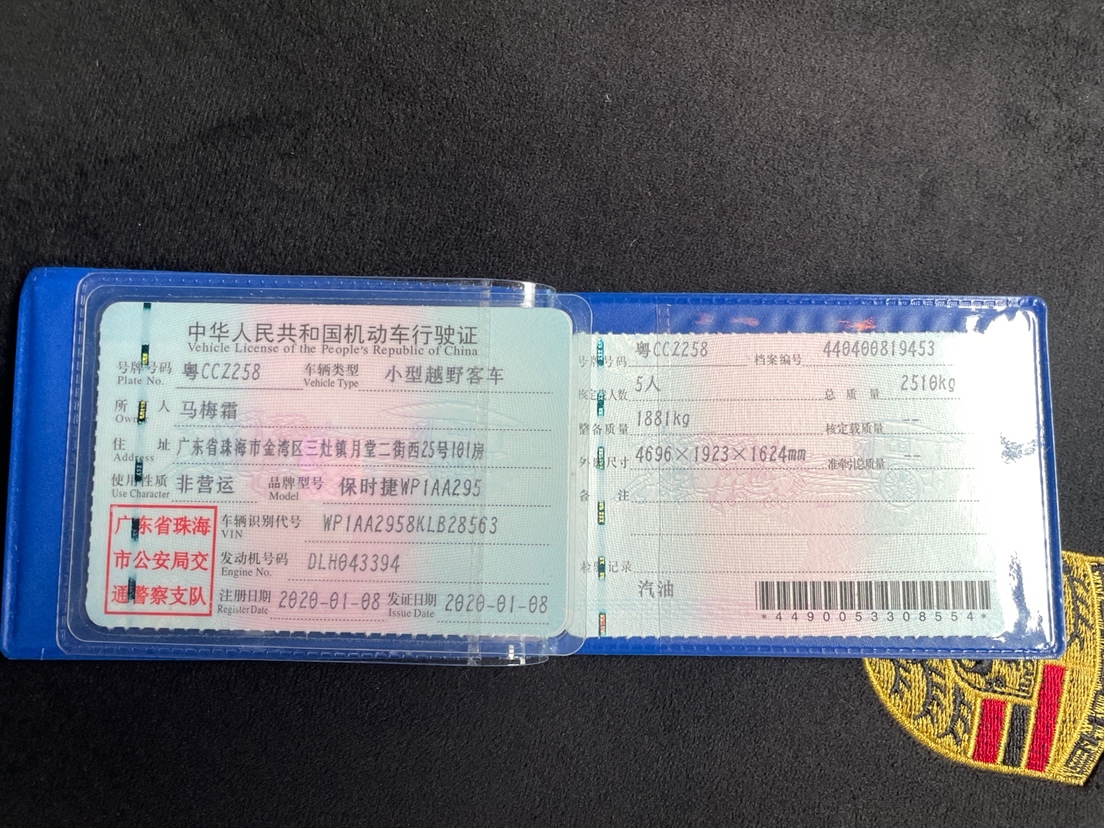 中华人民共和国机动车行驶证
Vehicle License of the People's Republic of China
号牌号码 粤CCZ258 车辆类型 小型越野客车
Plate No. Vehicle Type
所 人 马梅霜
住 址 广东省珠海市金湾区三灶镇月堂二街西25号101房
Address
使用性质 非营运 品牌型号 保时捷WP1AA295
Use Character Model
广东省珠海
市公安局交
通警察支队
车辆识别代号 WP1AA2958KLB28563
VIN
发动机号码 DLH043394
Engine No.
注册日期 2020-01-08 发证日期 2020-01-08
Register Date Issue Date
号牌号码 粤CCZ258 档案编号 440400819453
核定人数 5人 总 质 量 2510kg
整备质量 1881kg 核定载质量 --
外 尺寸 4696×1923×1624mm 准牵引总质量 --
备 注
记录
汽油
*4490053308554*